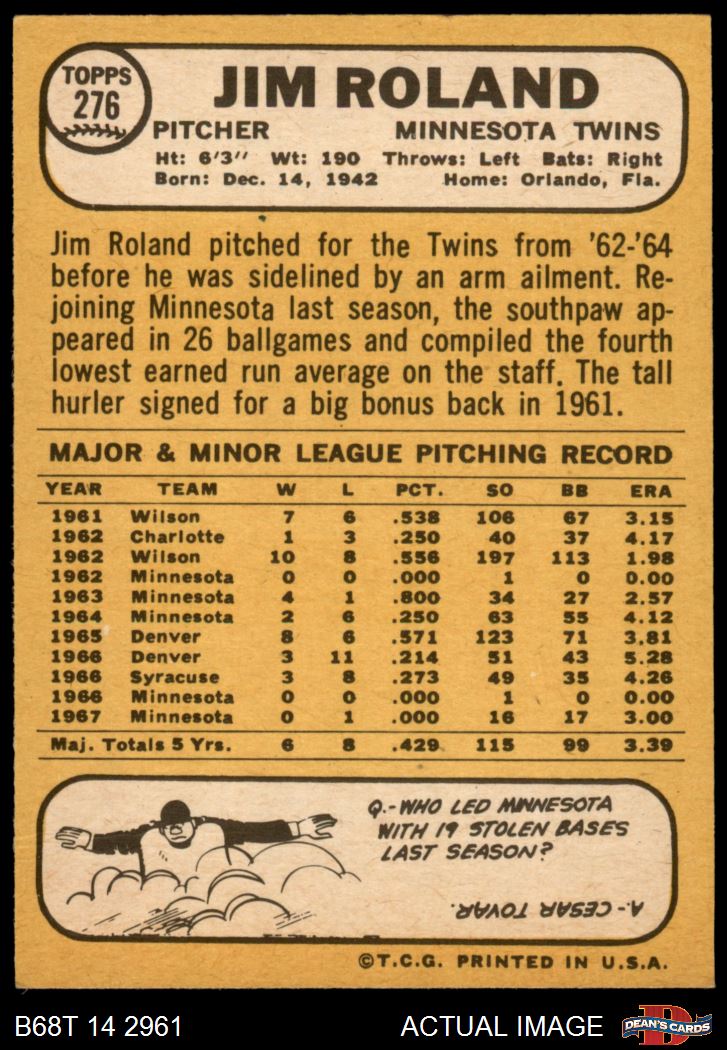 TOPPS
276
JIM ROLAND
PITCHER MINNESOTA TWINS
Ht: 6'3" Wt: 190 Throws: Left Bats: Right
Born: Dec. 14, 1942 Home: Orlando, Fla.
Jim Roland pitched for the Twins from '62-'64
before he was sidelined by an arm ailment. Re-
joining Minnesota last season, the southpaw ap-
peared in 26 ballgames and compiled the fourth
lowest earned run average on the staff. The tall
hurler signed for a big bonus back in 1961.
MAJOR & MINOR LEAGUE PITCHING RECORD
YEAR TEAM W L PCT. SO BB ERA
1961 Wilson 7 6 .538 106 67 3.15
1962 Charlotte 1 3 .250 40 37 4.17
1962 Wilson 10 8 .556 197 113 1.98
1962 Minnesota 0 0 .000 1 0 0.00
1963 Minnesota 4 1 .800 34 27 2.57
1964 Minnesota 2 6 .250 63 55 4.12
1965 Denver 8 6 .571 123 71 3.81
1966 Denver 3 11 .214 51 43 5.28
1966 Syracuse 3 8 .273 49 35 4.26
1966 Minnesota 0 0 .000 1 0 0.00
1967 Minnesota 0 1 .000 16 17 3.00
Maj. Totals 5 Yrs. 6 8 .429 115 99 3.39
Q.-WHO LED MINNESOTA
WITH 19 STOLEN BASES
LAST SEASON?
A.-CESAR TOVAR.
©T.C.G. PRINTED IN U.S.A.
B68T 14 2961 ACTUAL IMAGE DEAN'S CARDS